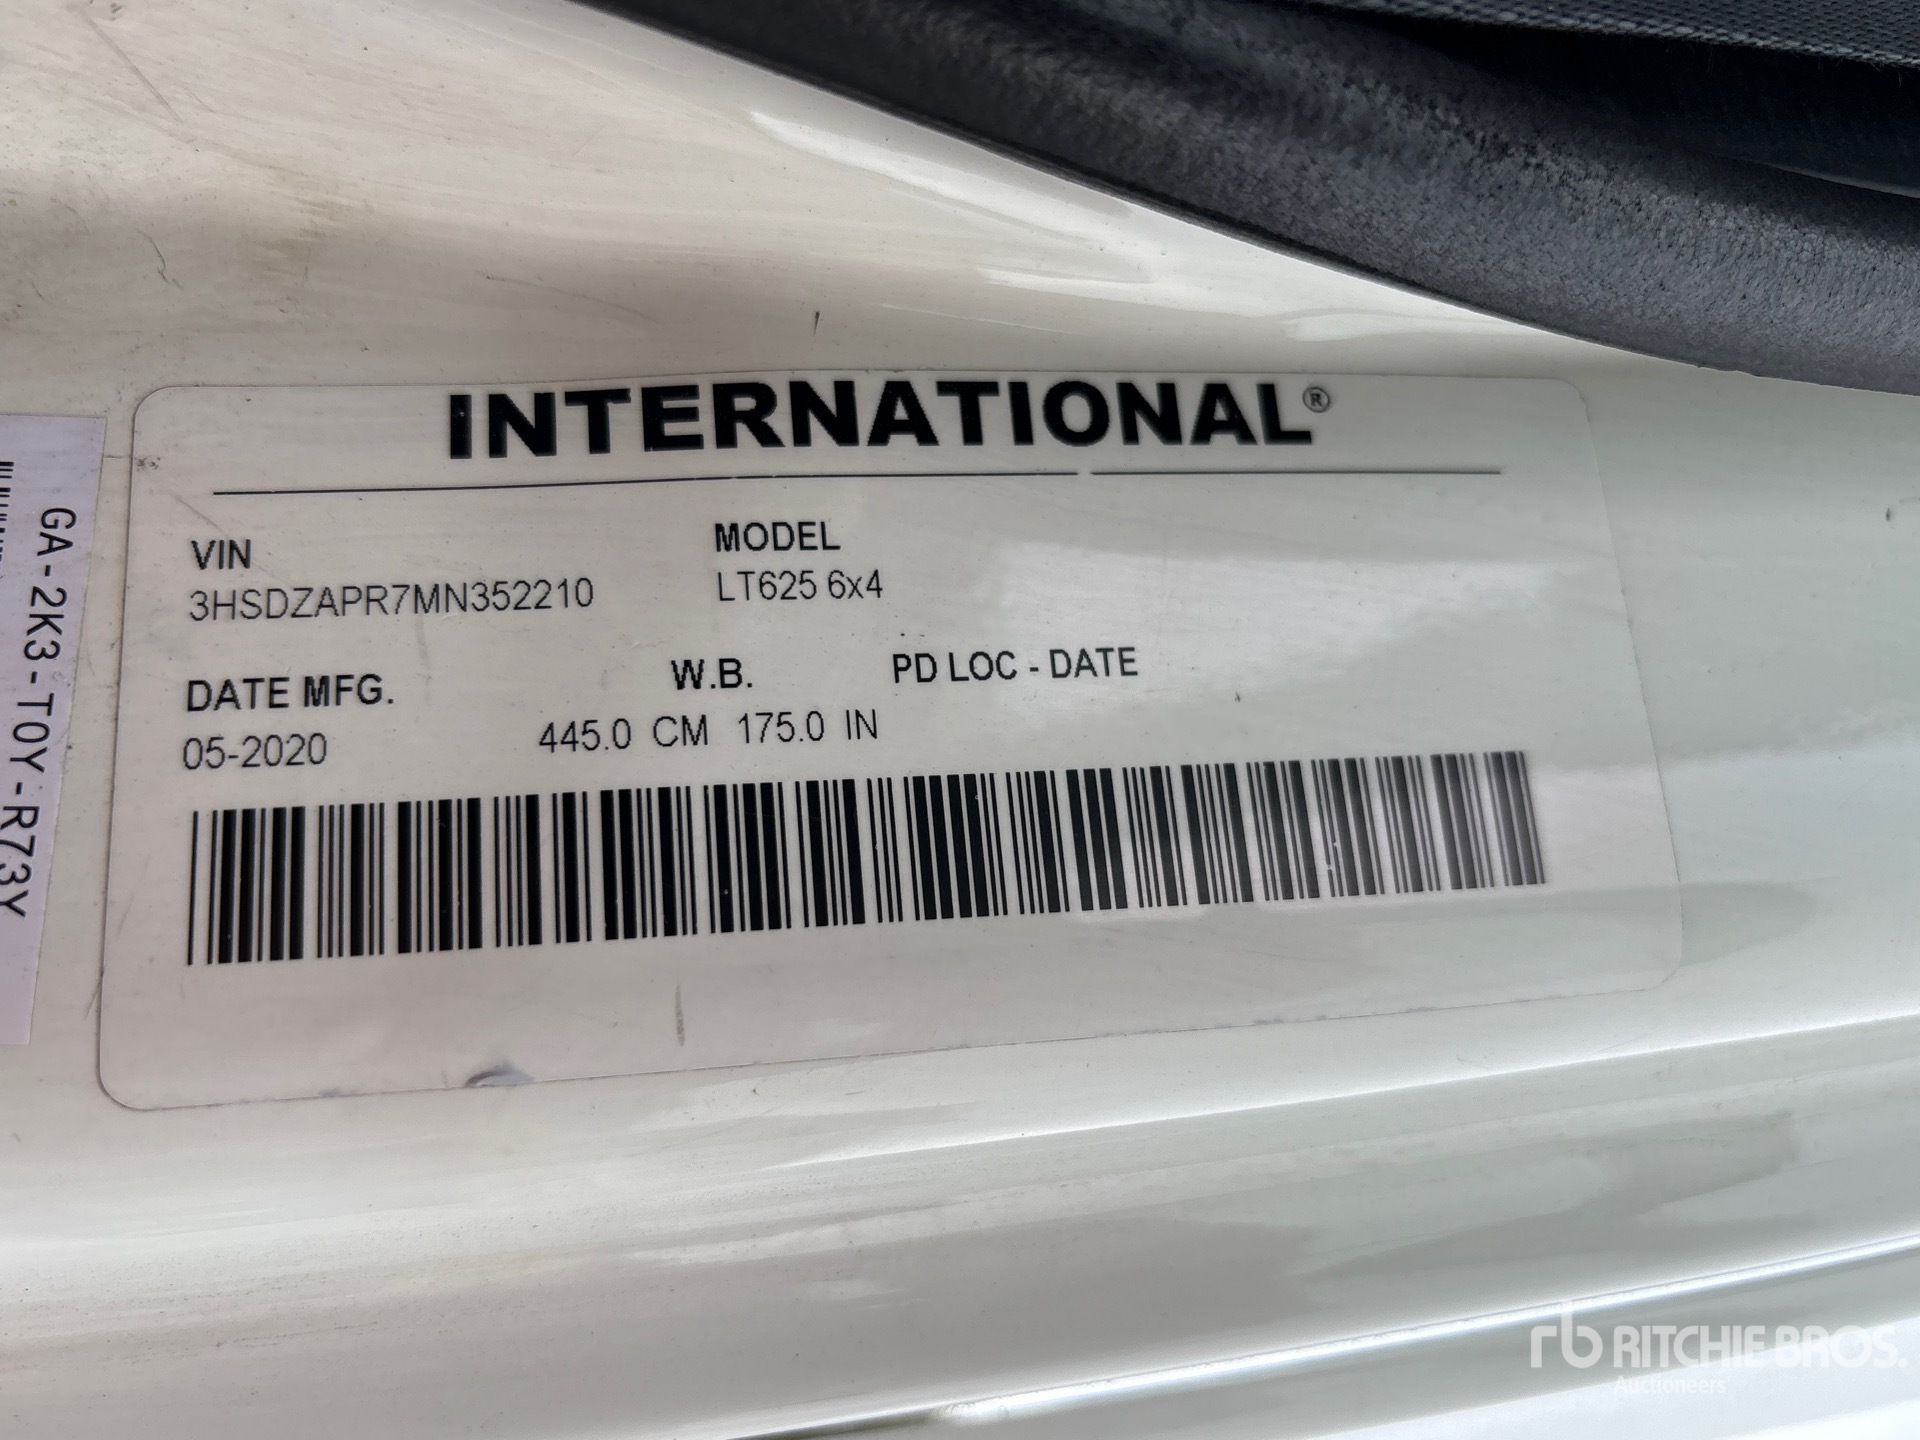 INTERNATIONAL®
VIN
3HSDZAPR7MN352210
MODEL
LT625 6x4
DATE MFG.
05-2020
W.B.
445.0 CM 175.0 IN
PD LOC - DATE
GA-2K3-T0Y-R73Y
rb RITCHIE BROS.
Auctioneers